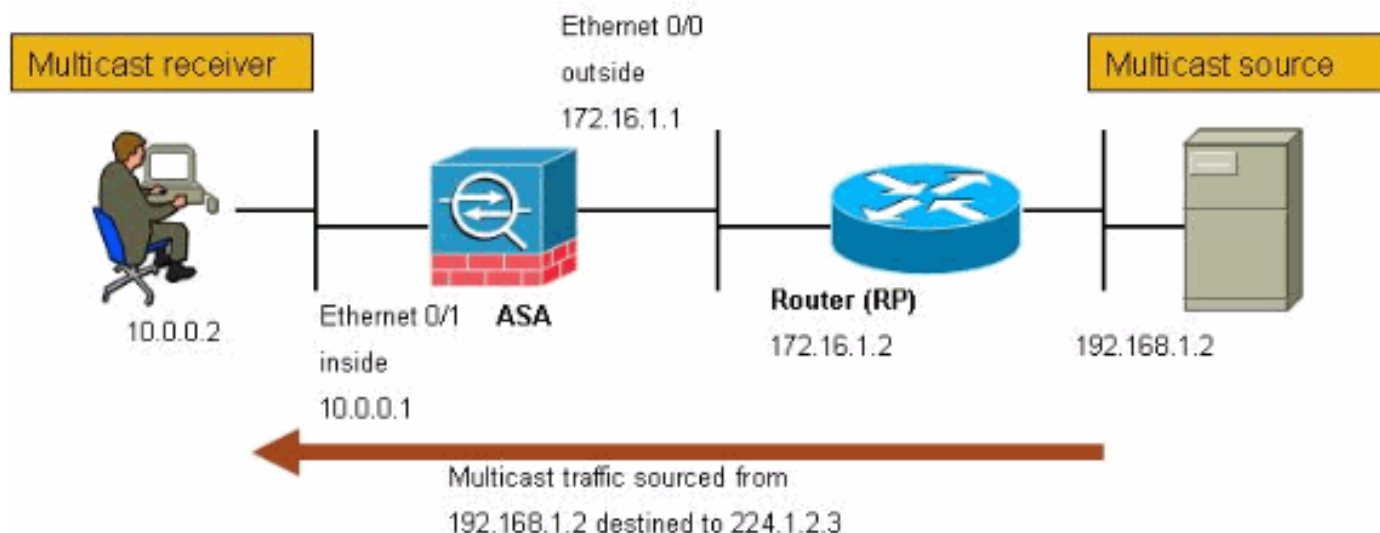 Multicast receiver
Ethernet 0/0
outside
172.16.1.1
Multicast source
10.0.0.2
Ethernet 0/1
inside
10.0.0.1
ASA
Router (RP)
172.16.1.2
192.168.1.2
Multicast traffic sourced from
192.168.1.2 destined to 224.1.2.3